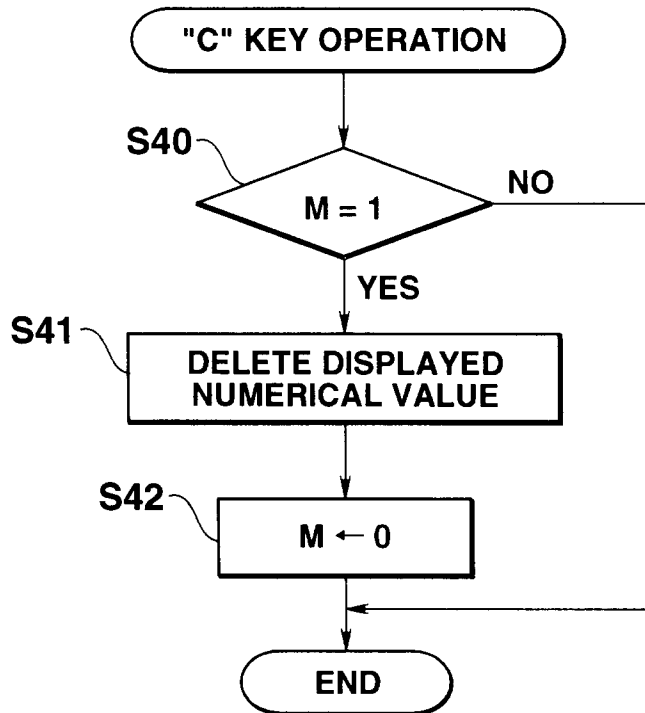 "C" KEY OPERATION
S40
M = 1
NO
YES
S41
DELETE DISPLAYED
NUMERICAL VALUE
S42
M ← 0
END